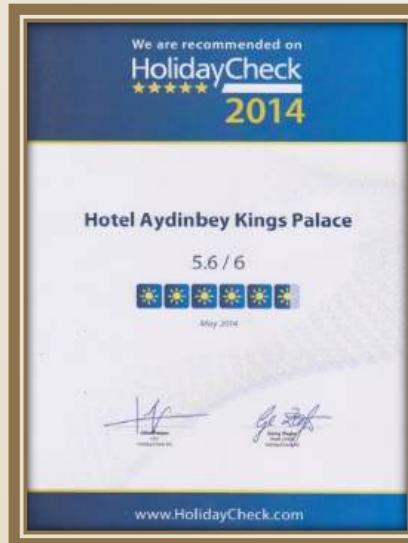 We are recommended on
HolidayCheck
2014
Hotel Aydinbey Kings Palace
5.6 / 6
May 2014
www.HolidayCheck.com